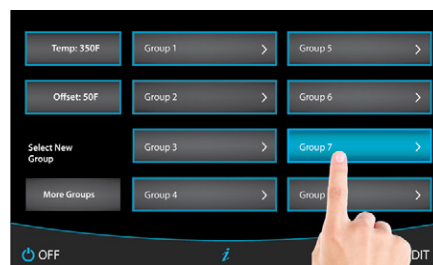 Temp: 350F
Group 1
Group 5
Offset: 50F
Group 2
Group 6
Select New
Group
Group 3
Group 7
More Groups
Group 4
Group
OFF
i